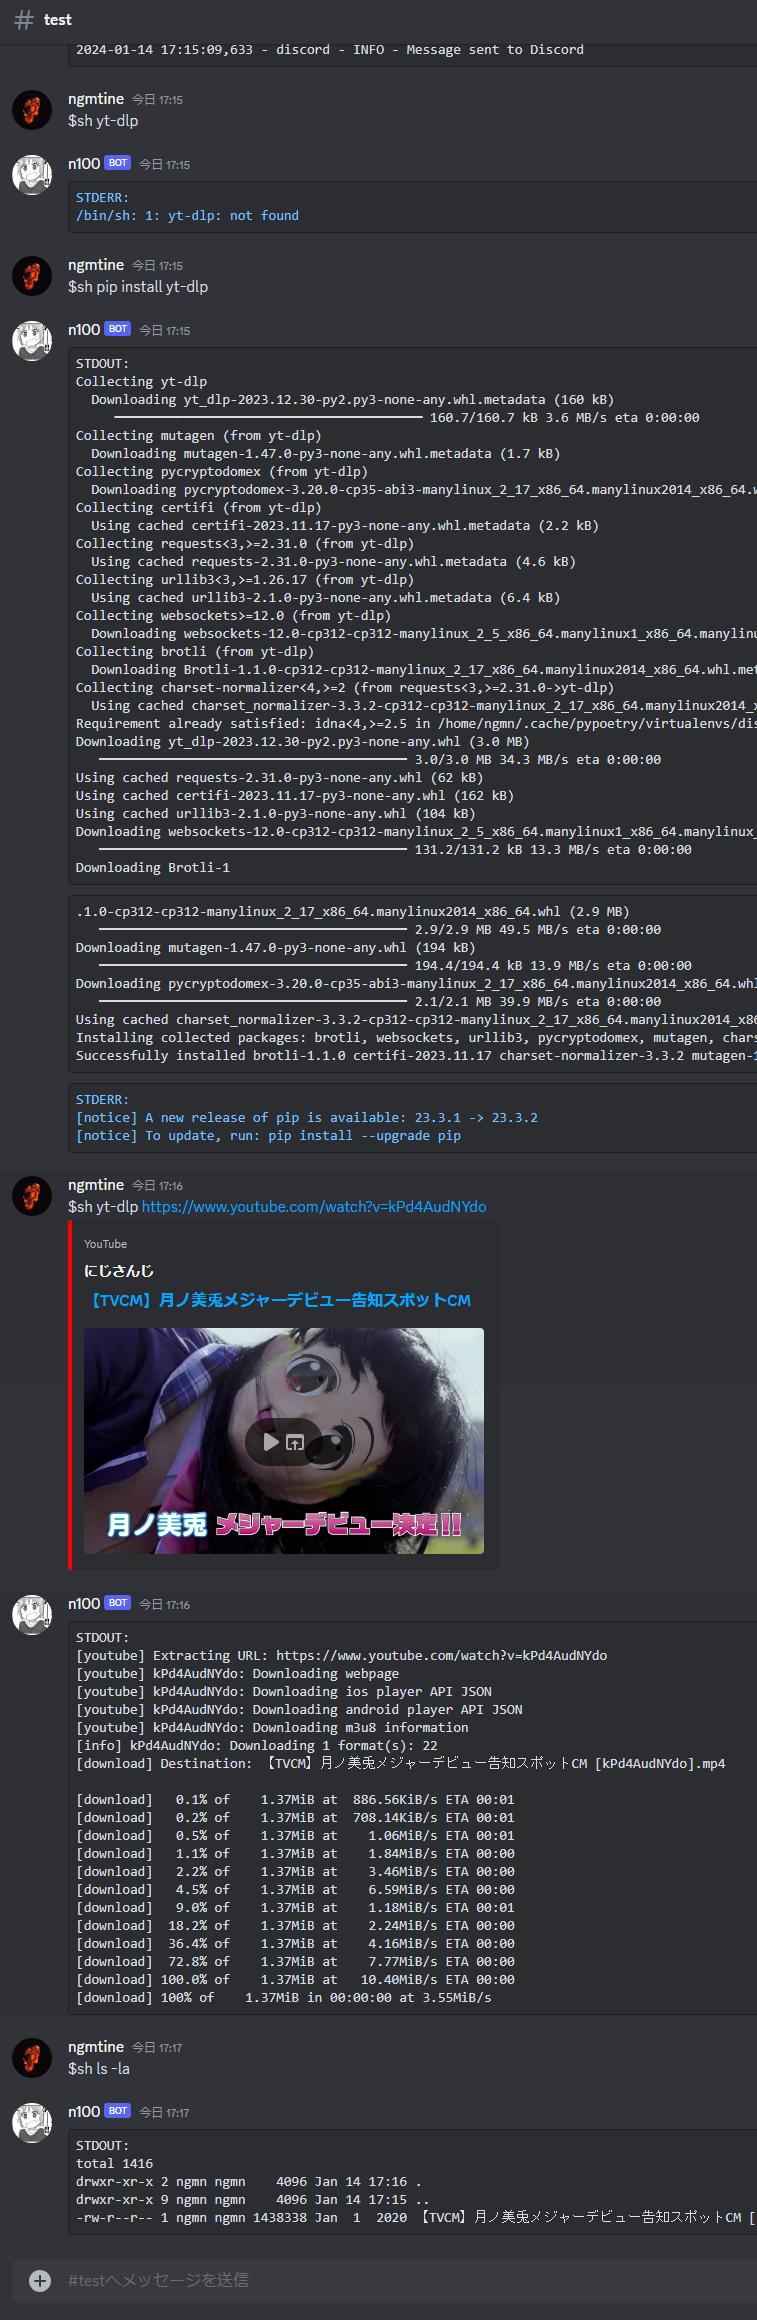 test
2024-01-14 17:15:09,633 - discord - INFO - Message sent to Discord
ngmtine 今日 17:15
$sh yt-dlp
n100 BOT 今日 17:15
STDERR:
/bin/sh: 1: yt-dlp: not found
ngmtine 今日 17:15
$sh pip install yt-dlp
n100 BOT 今日 17:15
STDOUT:
Collecting yt-dlp
Downloading yt_dlp-2023.12.30-py2.py3-none-any.whl.metadata (160 kB)
━━━━━━━━━━━━━━━━━━━━━━━━━━━━━━━━━━━━━━━━ 160.7/160.7 kB 3.6 MB/s eta 0:00:00
Collecting mutagen (from yt-dlp)
Downloading mutagen-1.47.0-py3-none-any.whl.metadata (1.7 kB)
Collecting pycryptodomex (from yt-dlp)
Downloading pycryptodomex-3.20.0-cp35-abi3-manylinux_2_17_x86_64.manylinux2014_x86_64.w
Collecting certifi (from yt-dlp)
Using cached certifi-2023.11.17-py3-none-any.whl.metadata (2.2 kB)
Collecting requests<3,>=2.31.0 (from yt-dlp)
Using cached requests-2.31.0-py3-none-any.whl.metadata (4.6 kB)
Collecting urllib3<3,>=1.26.17 (from yt-dlp)
Using cached urllib3-2.1.0-py3-none-any.whl.metadata (6.4 kB)
Collecting websockets>=12.0 (from yt-dlp)
Downloading websockets-12.0-cp312-cp312-manylinux_2_5_x86_64.manylinux1_x86_64.manylinu
Collecting brotli (from yt-dlp)
Downloading Brotli-1.1.0-cp312-cp312-manylinux_2_17_x86_64.manylinux2014_x86_64.whl.met
Collecting charset-normalizer<4,>=2 (from requests<3,>=2.31.0->yt-dlp)
Using cached charset_normalizer-3.3.2-cp312-cp312-manylinux_2_17_x86_64.manylinux2014_x
Requirement already satisfied: idna<4,>=2.5 in /home/ngmn/.cache/pypoetry/virtualenvs/dis
Downloading yt_dlp-2023.12.30-py2.py3-none-any.whl (3.0 MB)
━━━━━━━━━━━━━━━━━━━━━━━━━━━━━━━━━━━━━━━━ 3.0/3.0 MB 34.3 MB/s eta 0:00:00
Using cached requests-2.31.0-py3-none-any.whl (62 kB)
Using cached certifi-2023.11.17-py3-none-any.whl (162 kB)
Using cached urllib3-2.1.0-py3-none-any.whl (104 kB)
Downloading websockets-12.0-cp312-cp312-manylinux_2_5_x86_64.manylinux1_x86_64.manylinux_
━━━━━━━━━━━━━━━━━━━━━━━━━━━━━━━━━━━━━━━━ 131.2/131.2 kB 13.3 MB/s eta 0:00:00
Downloading Brotli-1
.1.0-cp312-cp312-manylinux_2_17_x86_64.manylinux2014_x86_64.whl (2.9 MB)
━━━━━━━━━━━━━━━━━━━━━━━━━━━━━━━━━━━━━━━━ 2.9/2.9 MB 49.5 MB/s eta 0:00:00
Downloading mutagen-1.47.0-py3-none-any.whl (194 kB)
━━━━━━━━━━━━━━━━━━━━━━━━━━━━━━━━━━━━━━━━ 194.4/194.4 kB 13.9 MB/s eta 0:00:00
Downloading pycryptodomex-3.20.0-cp35-abi3-manylinux_2_17_x86_64.manylinux2014_x86_64.whl
━━━━━━━━━━━━━━━━━━━━━━━━━━━━━━━━━━━━━━━━ 2.1/2.1 MB 39.9 MB/s eta 0:00:00
Using cached charset_normalizer-3.3.2-cp312-cp312-manylinux_2_17_x86_64.manylinux2014_x86
Installing collected packages: brotli, websockets, urllib3, pycryptodomex, mutagen, chars
Successfully installed brotli-1.1.0 certifi-2023.11.17 charset-normalizer-3.3.2 mutagen-1
STDERR:
[notice] A new release of pip is available: 23.3.1 -> 23.3.2
[notice] To update, run: pip install --upgrade pip
ngmtine 今日 17:16
$sh yt-dlp https://www.youtube.com/watch?v=kPd4AudNYdo
YouTube
にじさんじ
【TVCM】月ノ美兎メジャーデビュー告知スポットCM
月ノ美兎 メジャーデビュー決定!!
n100 BOT 今日 17:16
STDOUT:
[youtube] Extracting URL: https://www.youtube.com/watch?v=kPd4AudNYdo
[youtube] kPd4AudNYdo: Downloading webpage
[youtube] kPd4AudNYdo: Downloading ios player API JSON
[youtube] kPd4AudNYdo: Downloading android player API JSON
[youtube] kPd4AudNYdo: Downloading m3u8 information
[info] kPd4AudNYdo: Downloading 1 format(s): 22
[download] Destination: 【TVCM】月ノ美兎メジャーデビュー告知スポットCM [kPd4AudNYdo].mp4
[download]   0.1% of    1.37MiB at  886.56KiB/s ETA 00:01
[download]   0.2% of    1.37MiB at  708.14KiB/s ETA 00:01
[download]   0.5% of    1.37MiB at    1.06MiB/s ETA 00:01
[download]   1.1% of    1.37MiB at    1.84MiB/s ETA 00:00
[download]   2.2% of    1.37MiB at    3.46MiB/s ETA 00:00
[download]   4.5% of    1.37MiB at    6.59MiB/s ETA 00:00
[download]   9.0% of    1.37MiB at    1.18MiB/s ETA 00:01
[download]  18.2% of    1.37MiB at    2.24MiB/s ETA 00:00
[download]  36.4% of    1.37MiB at    4.16MiB/s ETA 00:00
[download]  72.8% of    1.37MiB at    7.77MiB/s ETA 00:00
[download] 100.0% of    1.37MiB at   10.40MiB/s ETA 00:00
[download] 100% of    1.37MiB in 00:00:00 at 3.55MiB/s
ngmtine 今日 17:17
$sh ls -la
n100 BOT 今日 17:17
STDOUT:
total 1416
drwxr-xr-x 2 ngmn ngmn    4096 Jan 14 17:16 .
drwxr-xr-x 9 ngmn ngmn    4096 Jan 14 17:15 ..
-rw-r--r-- 1 ngmn ngmn 1438338 Jan  1  2020 【TVCM】月ノ美兎メジャーデビュー告知スポットCM [
#testへメッセージを送信